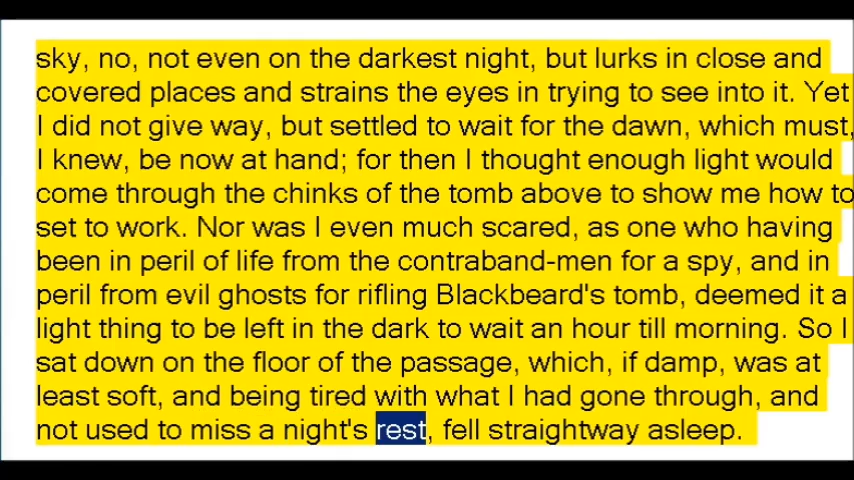 sky, no, not even on the darkest night, but lurks in close and
covered places and strains the eyes in trying to see into it. Yet
I did not give way, but settled to wait for the dawn, which must,
I knew, be now at hand; for then I thought enough light would
come through the chinks of the tomb above to show me how to
set to work. Nor was I even much scared, as one who having
been in peril of life from the contraband-men for a spy, and in
peril from evil ghosts for rifling Blackbeard's tomb, deemed it a
light thing to be left in the dark to wait an hour till morning. So I
sat down on the floor of the passage, which, if damp, was at
least soft, and being tired with what I had gone through, and
not used to miss a night's rest, fell straightway asleep.